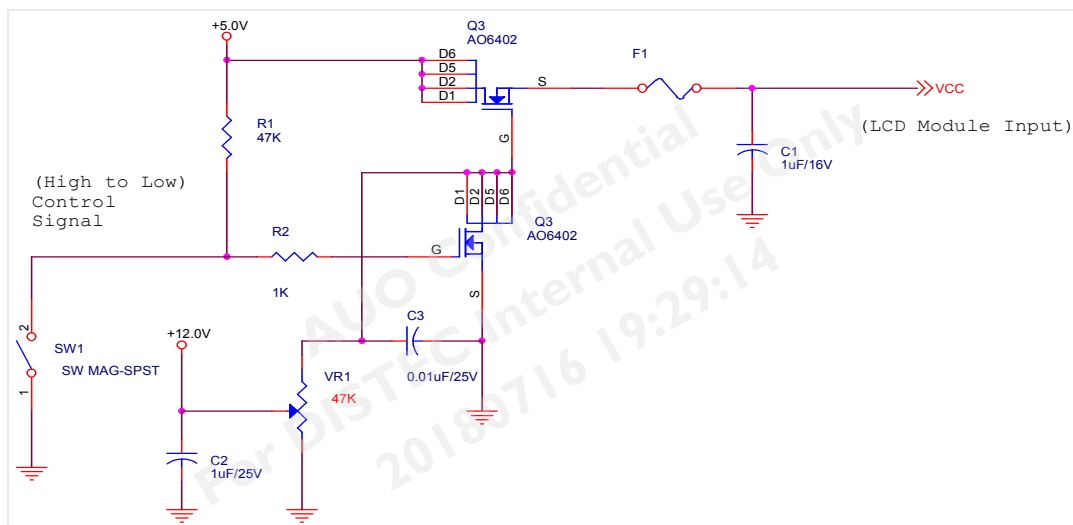 +5.0V
Q3
AO6402
D6
D5
D2
D1
S
G
F1
VCC
(LCD Module Input)
C1
1uF/16V
R1
47K
(High to Low)
Control
Signal
D1
D2
D5
D6
Q3
AO6402
G
S
R2
1K
C3
0.01uF/25V
+12.0V
2
1
SW1
SW MAG-SPST
VR1
47K
C2
1uF/25V
AUO Confidential
For DISTEC Internal Use Only
20180716 19:29:14